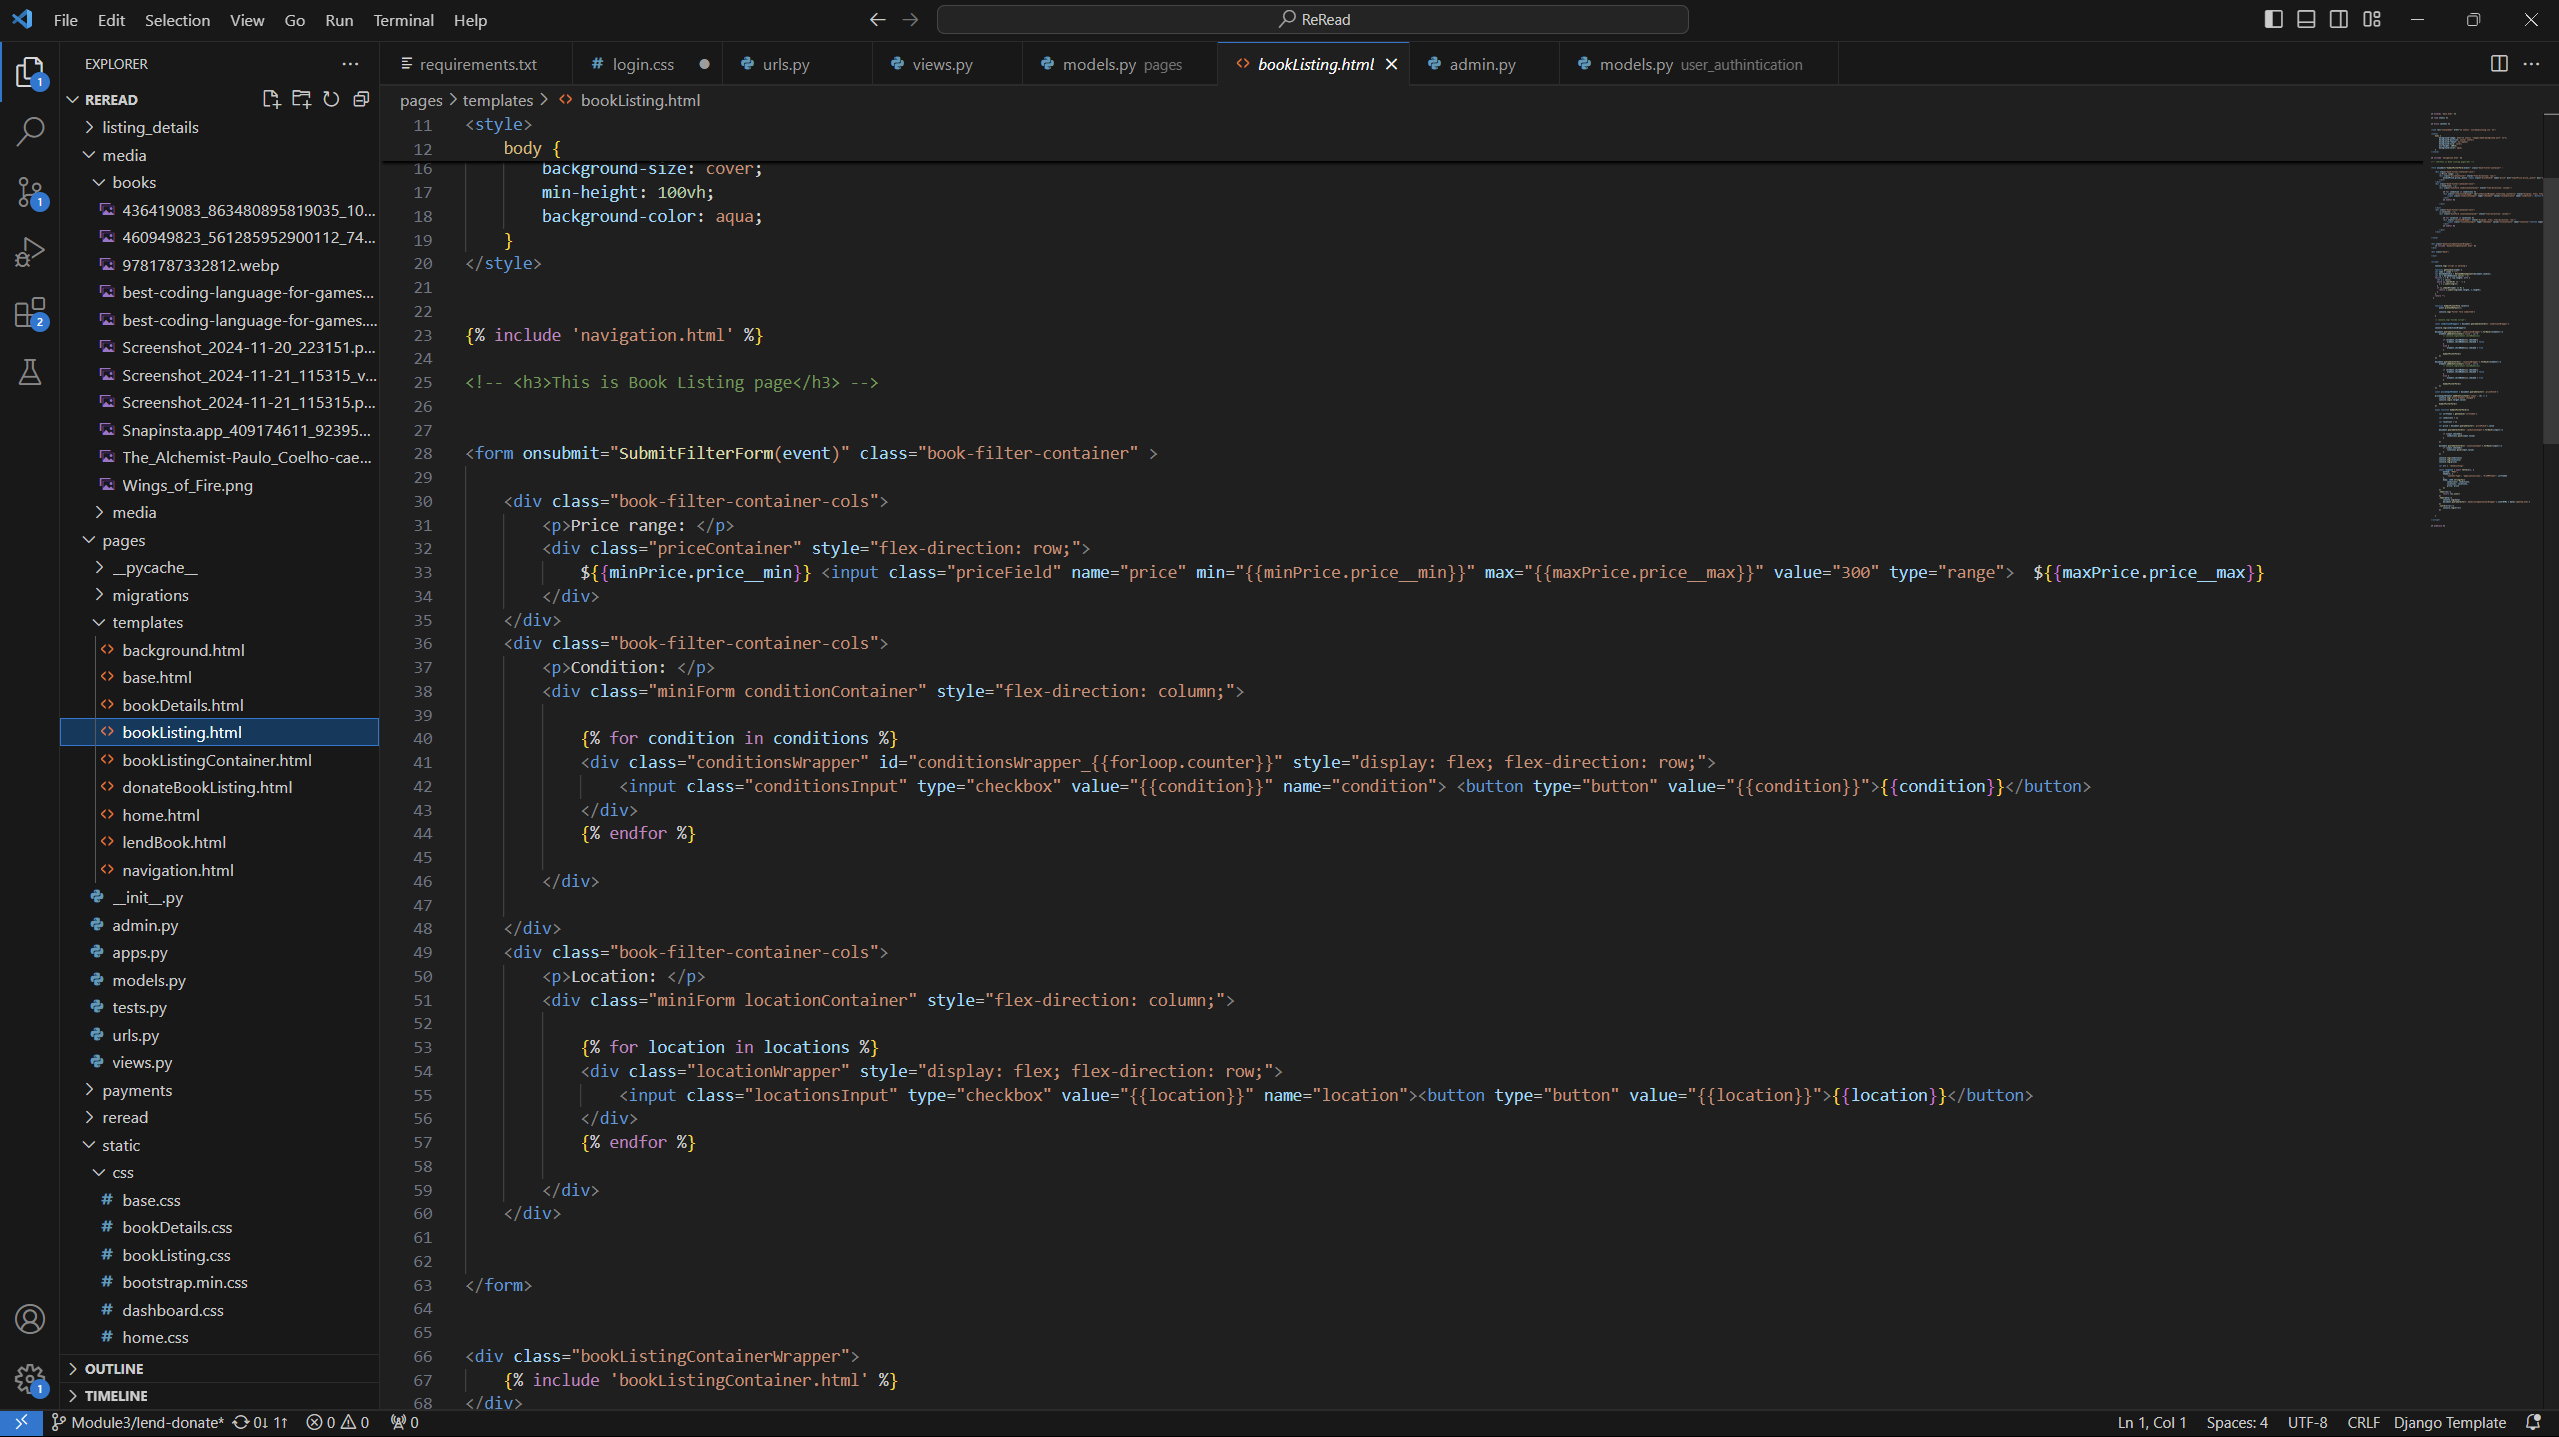 File Edit Selection View Go Run Terminal Help
ReRead
EXPLORER
requirements.txt
login.css
urls.py
views.py
models.py pages
bookListing.html
admin.py
models.py user_authintication
pages > templates > bookListing.html
REREAD
listing_details
media
books
436419083_863480895819035_10...
460949823_561285952900112_74...
9781787332812.webp
best-coding-language-for-games...
best-coding-language-for-games....
Screenshot_2024-11-20_223151.p...
Screenshot_2024-11-21_115315_v...
Screenshot_2024-11-21_115315.p...
Snapinsta.app_409174611_92395...
The_Alchemist-Paulo_Coelho-cae...
Wings_of_Fire.png
media
pages
__pycache__
migrations
templates
background.html
base.html
bookDetails.html
bookListing.html
bookListingContainer.html
donateBookListing.html
home.html
lendBook.html
navigation.html
__init__.py
admin.py
apps.py
models.py
tests.py
urls.py
views.py
payments
reread
static
css
base.css
bookDetails.css
bookListing.css
bootstrap.min.css
dashboard.css
home.css
OUTLINE
TIMELINE
11 <style>
12 body {
16 background-size: cover;
17 min-height: 100vh;
18 background-color: aqua;
19 }
20 </style>
21
22
23 {% include 'navigation.html' %}
24
25 <!-- <h3>This is Book Listing page</h3> -->
26
27
28 <form onsubmit="SubmitFilterForm(event)" class="book-filter-container" >
29
30 <div class="book-filter-container-cols">
31 <p>Price range: </p>
32 <div class="priceContainer" style="flex-direction: row;">
33 ${{minPrice.price__min}} <input class="priceField" name="price" min="{{minPrice.price__min}}" max="{{maxPrice.price__max}}" value="300" type="range">  ${{maxPrice.price__max}}
34 </div>
35 </div>
36 <div class="book-filter-container-cols">
37 <p>Condition: </p>
38 <div class="miniForm conditionContainer" style="flex-direction: column;">
39
40 {% for condition in conditions %}
41 <div class="conditionsWrapper" id="conditionsWrapper_{{forloop.counter}}" style="display: flex; flex-direction: row;">
42 <input class="conditionsInput" type="checkbox" value="{{condition}}" name="condition"> <button type="button" value="{{condition}}">{{condition}}</button>
43 </div>
44 {% endfor %}
45
46 </div>
47
48 </div>
49 <div class="book-filter-container-cols">
50 <p>Location: </p>
51 <div class="miniForm locationContainer" style="flex-direction: column;">
52
53 {% for location in locations %}
54 <div class="locationWrapper" style="display: flex; flex-direction: row;">
55 <input class="locationsInput" type="checkbox" value="{{location}}" name="location"><button type="button" value="{{location}}">{{location}}</button>
56 </div>
57 {% endfor %}
58
59 </div>
60 </div>
61
62
63 </form>
64
65
66 <div class="bookListingContainerWrapper">
67 {% include 'bookListingContainer.html' %}
68 </div>
1
1
2
1
Module3/lend-donate* 0↓ 1↑ 0 0 0
Ln 1, Col 1 Spaces: 4 UTF-8 CRLF Django Template